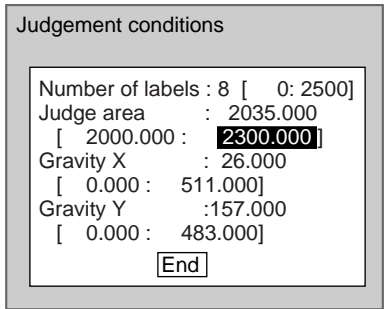 Judgement conditions
Number of labels : 8 [ 0: 2500]
Judge area : 2035.000
[ 2000.000 : 2300.000 ]
Gravity X : 26.000
[ 0.000 : 511.000]
Gravity Y :157.000
[ 0.000 : 483.000]
End